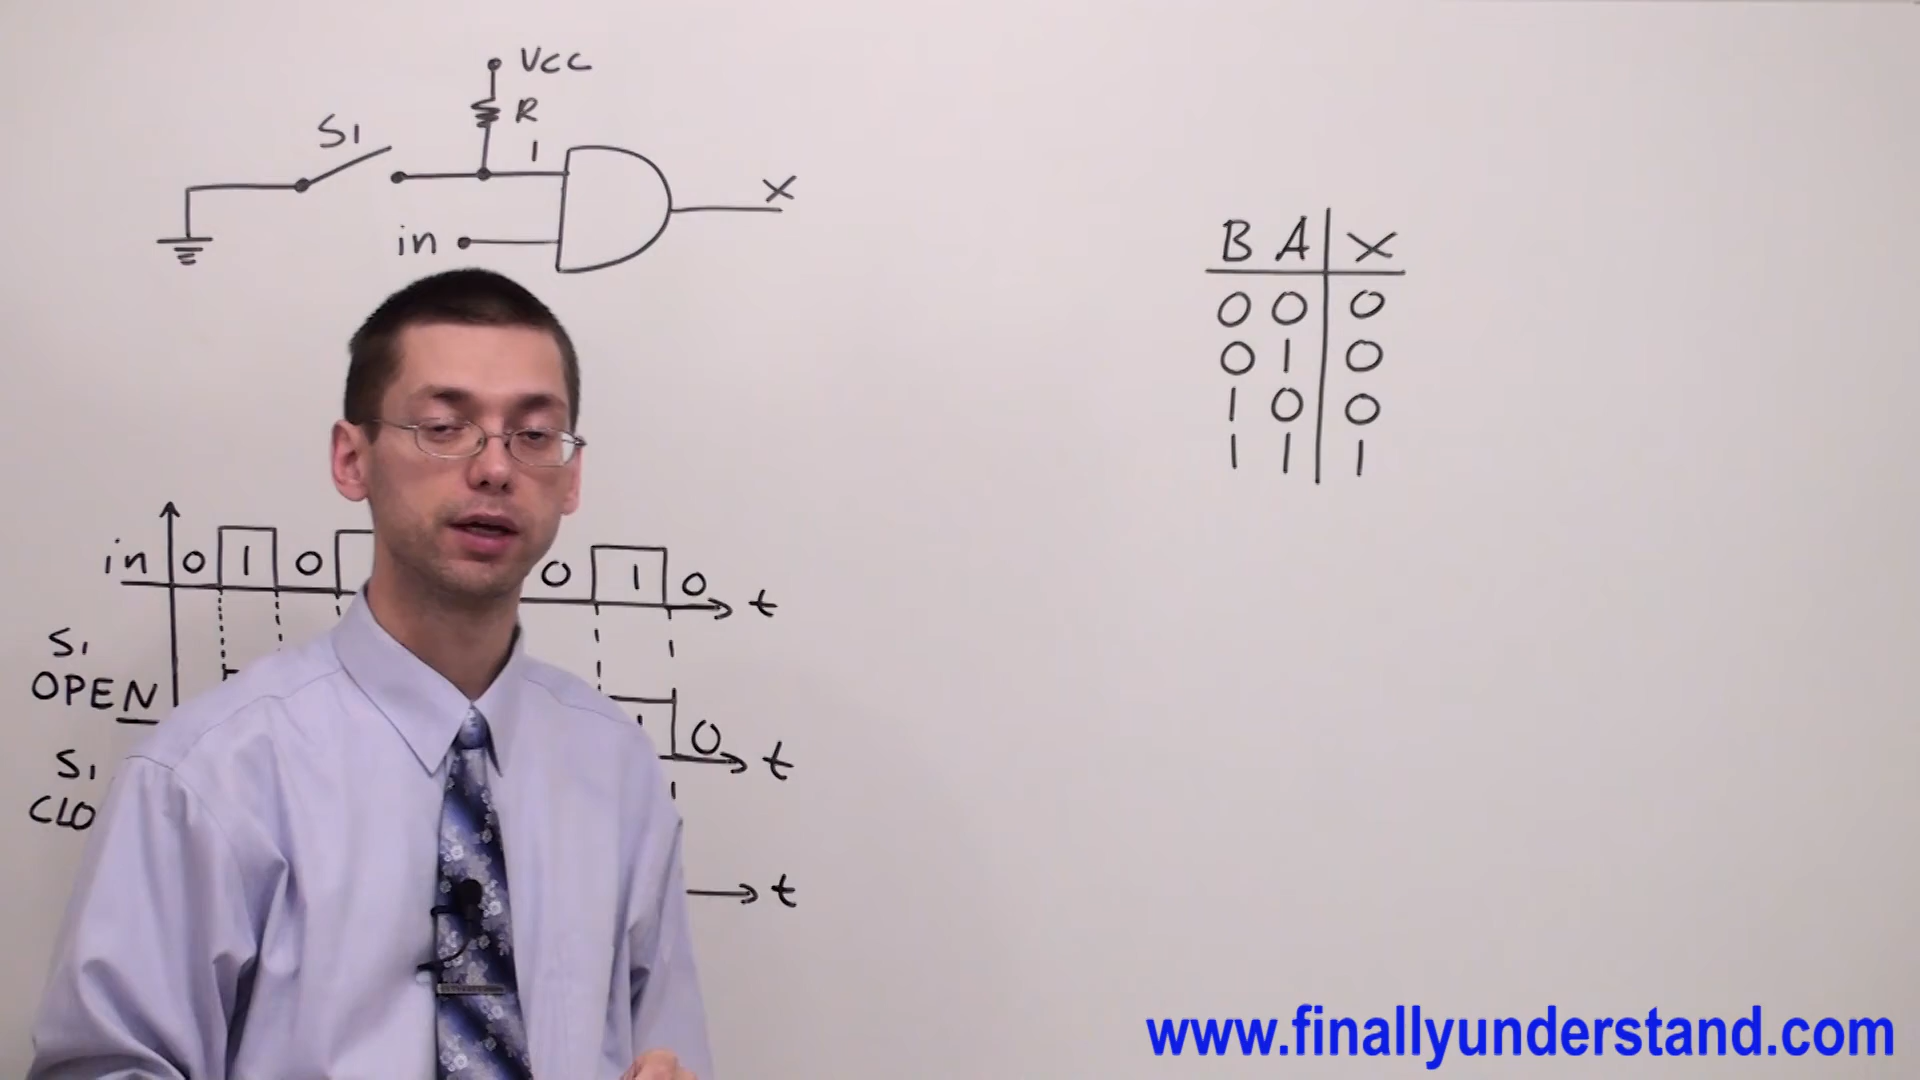 VCC
R
S1
1
X
in
B A X
0 0 0
0 1 0
1 0 0
1 1 1
in 0 1 0 0 1 0 t
S1
OPEN
0 t
S1
CLO
t
www.finallyunderstand.com